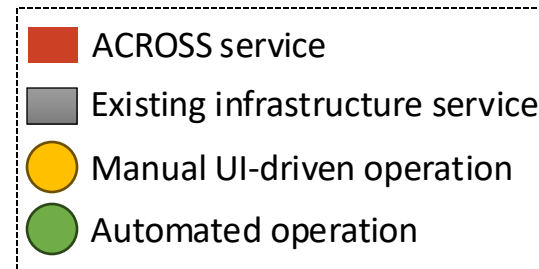 ACROSS service
Existing infrastructure service
Manual UI-driven operation
Automated operation